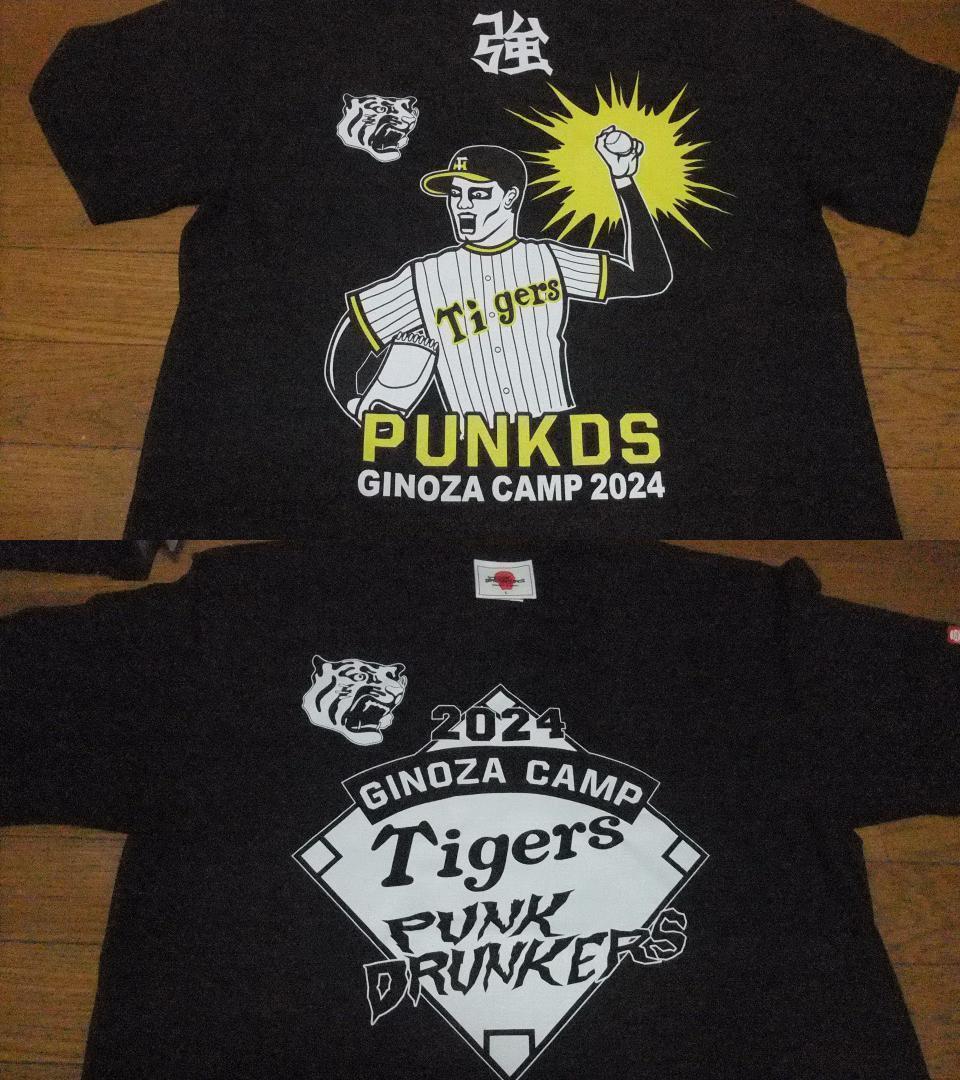 強
Tigers
PUNKDS
GINOZA CAMP 2024
2024
GINOZA CAMP
Tigers
PUNK
DRUNKERS